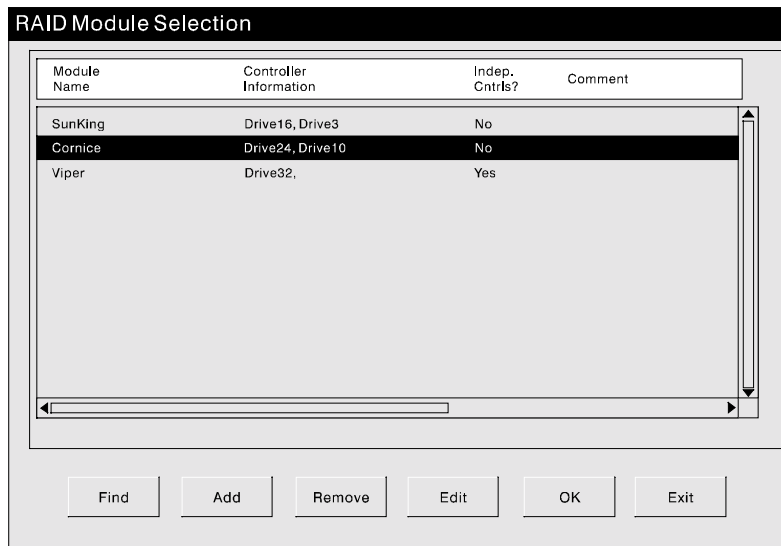 RAID Module Selection
Module Name Controller Information Indep. Cntrls? Comment
SunKing Drive16, Drive3 No
Cornice Drive24, Drive10 No
Viper Drive32, Yes
Find Add Remove Edit OK Exit